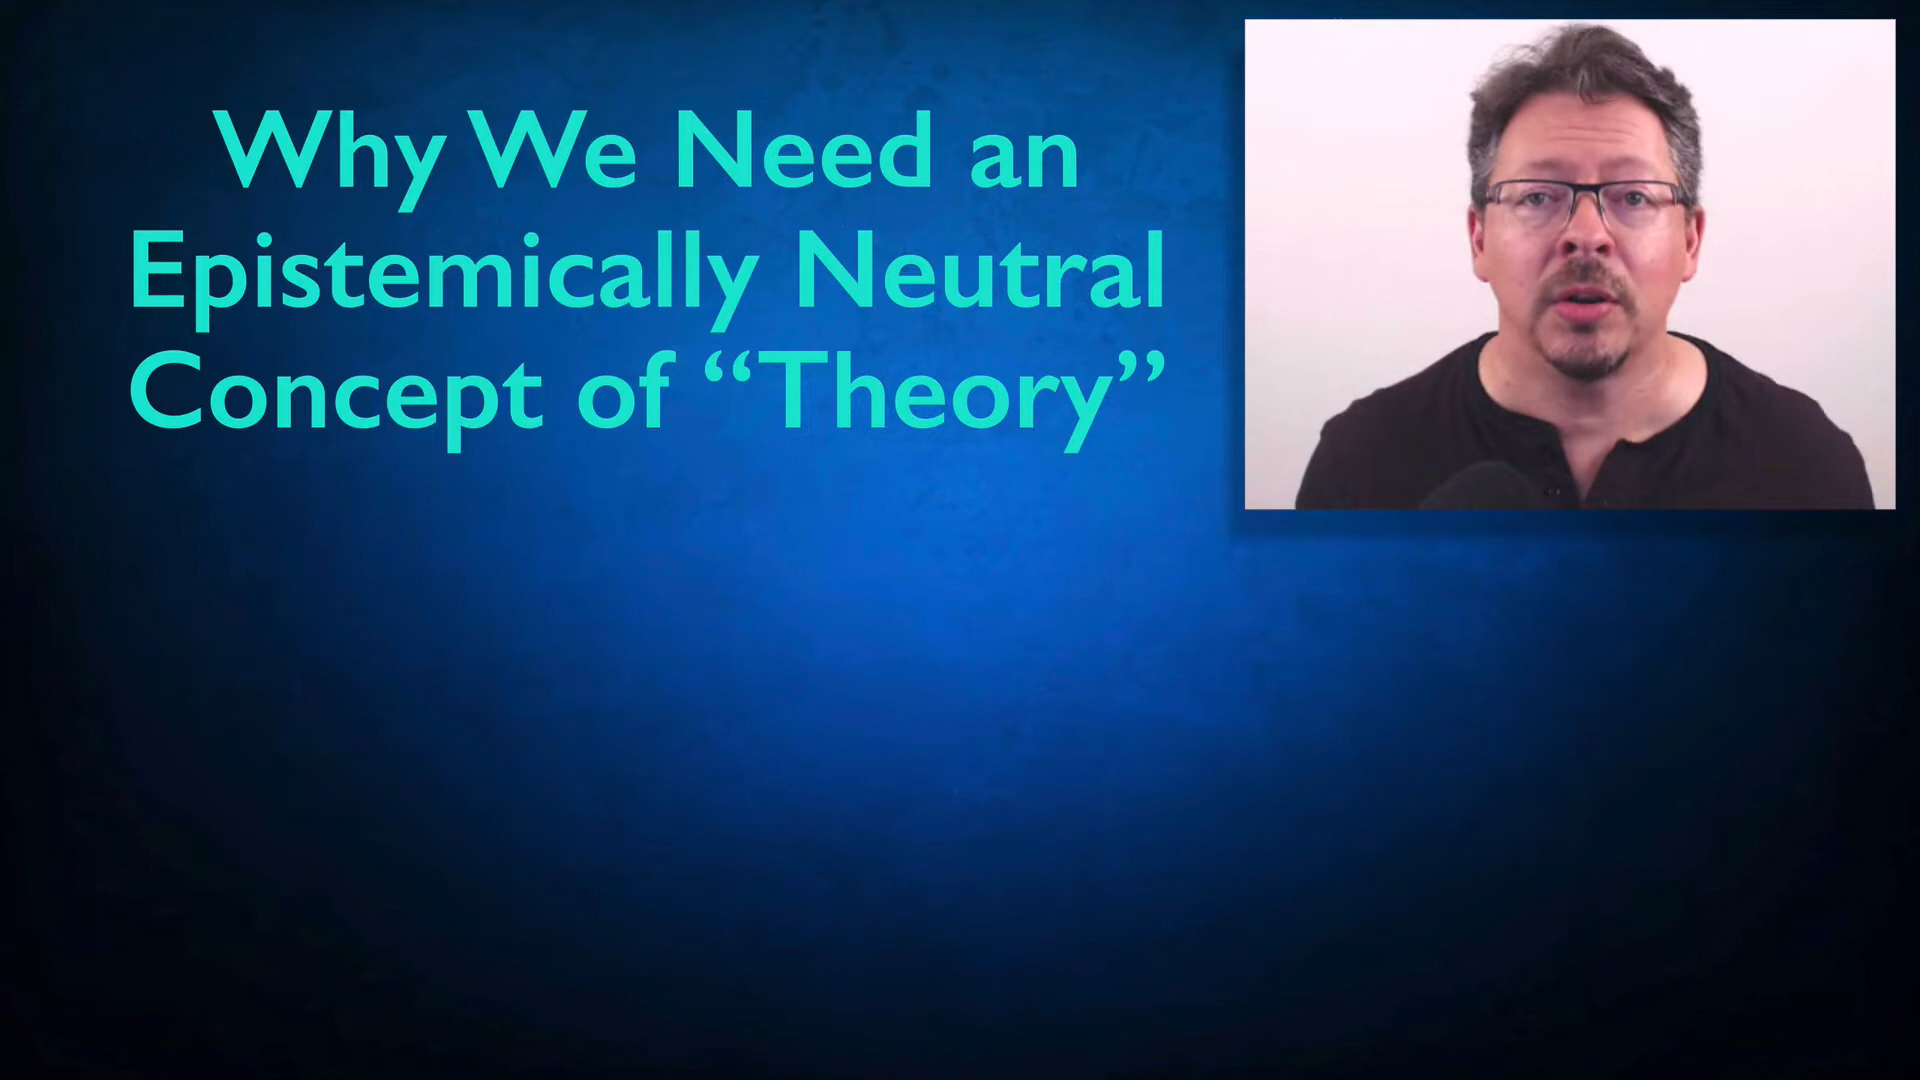 Why We Need an
Epistemically Neutral
Concept of “Theory”